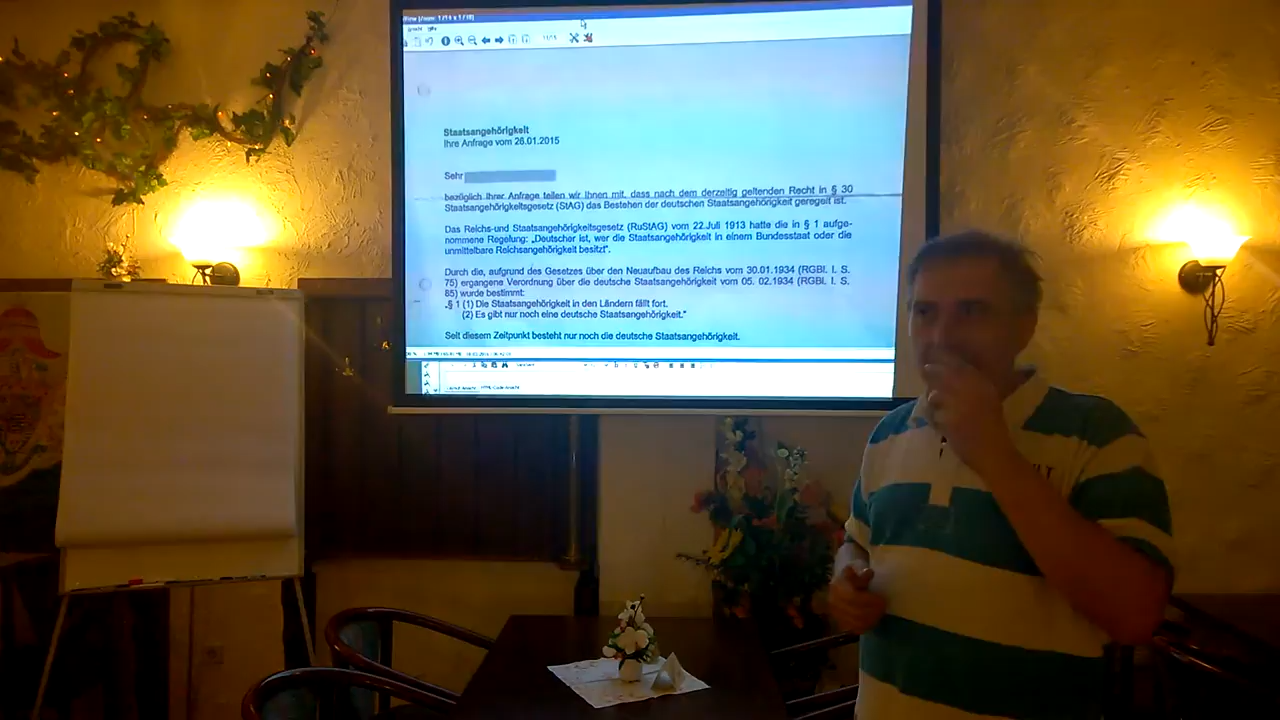 Staatsangehörigkeit
Ihre Anfrage vom 26.01.2015
Sehr
bezüglich Ihrer Anfrage teilen wir Ihnen mit, dass nach dem derzeitig geltenden Recht in § 30
Staatsangehörigkeitsgesetz (StAG) das Bestehen der deutschen Staatsangehörigkeit geregelt ist.
Das Reichs-und Staatsangehörigkeitsgesetz (RuStAG) vom 22.Juli 1913 hatte die in § 1 aufge-
nommene Regelung: „Deutscher ist, wer die Staatsangehörigkeit in einem Bundesstaat oder die
unmittelbare Reichsangehörigkeit besitzt“.
Durch die, aufgrund des Gesetzes über den Neuaufbau des Reichs vom 30.01.1934 (RGBl. I. S.
75) ergangene Verordnung über die deutsche Staatsangehörigkeit vom 05. 02.1934 (RGBl. I. S.
85) wurde bestimmt:
„§ 1 (1) Die Staatsangehörigkeit in den Ländern fällt fort.
(2) Es gibt nur noch eine deutsche Staatsangehörigkeit.“
Seit diesem Zeitpunkt besteht nur noch die deutsche Staatsangehörigkeit.